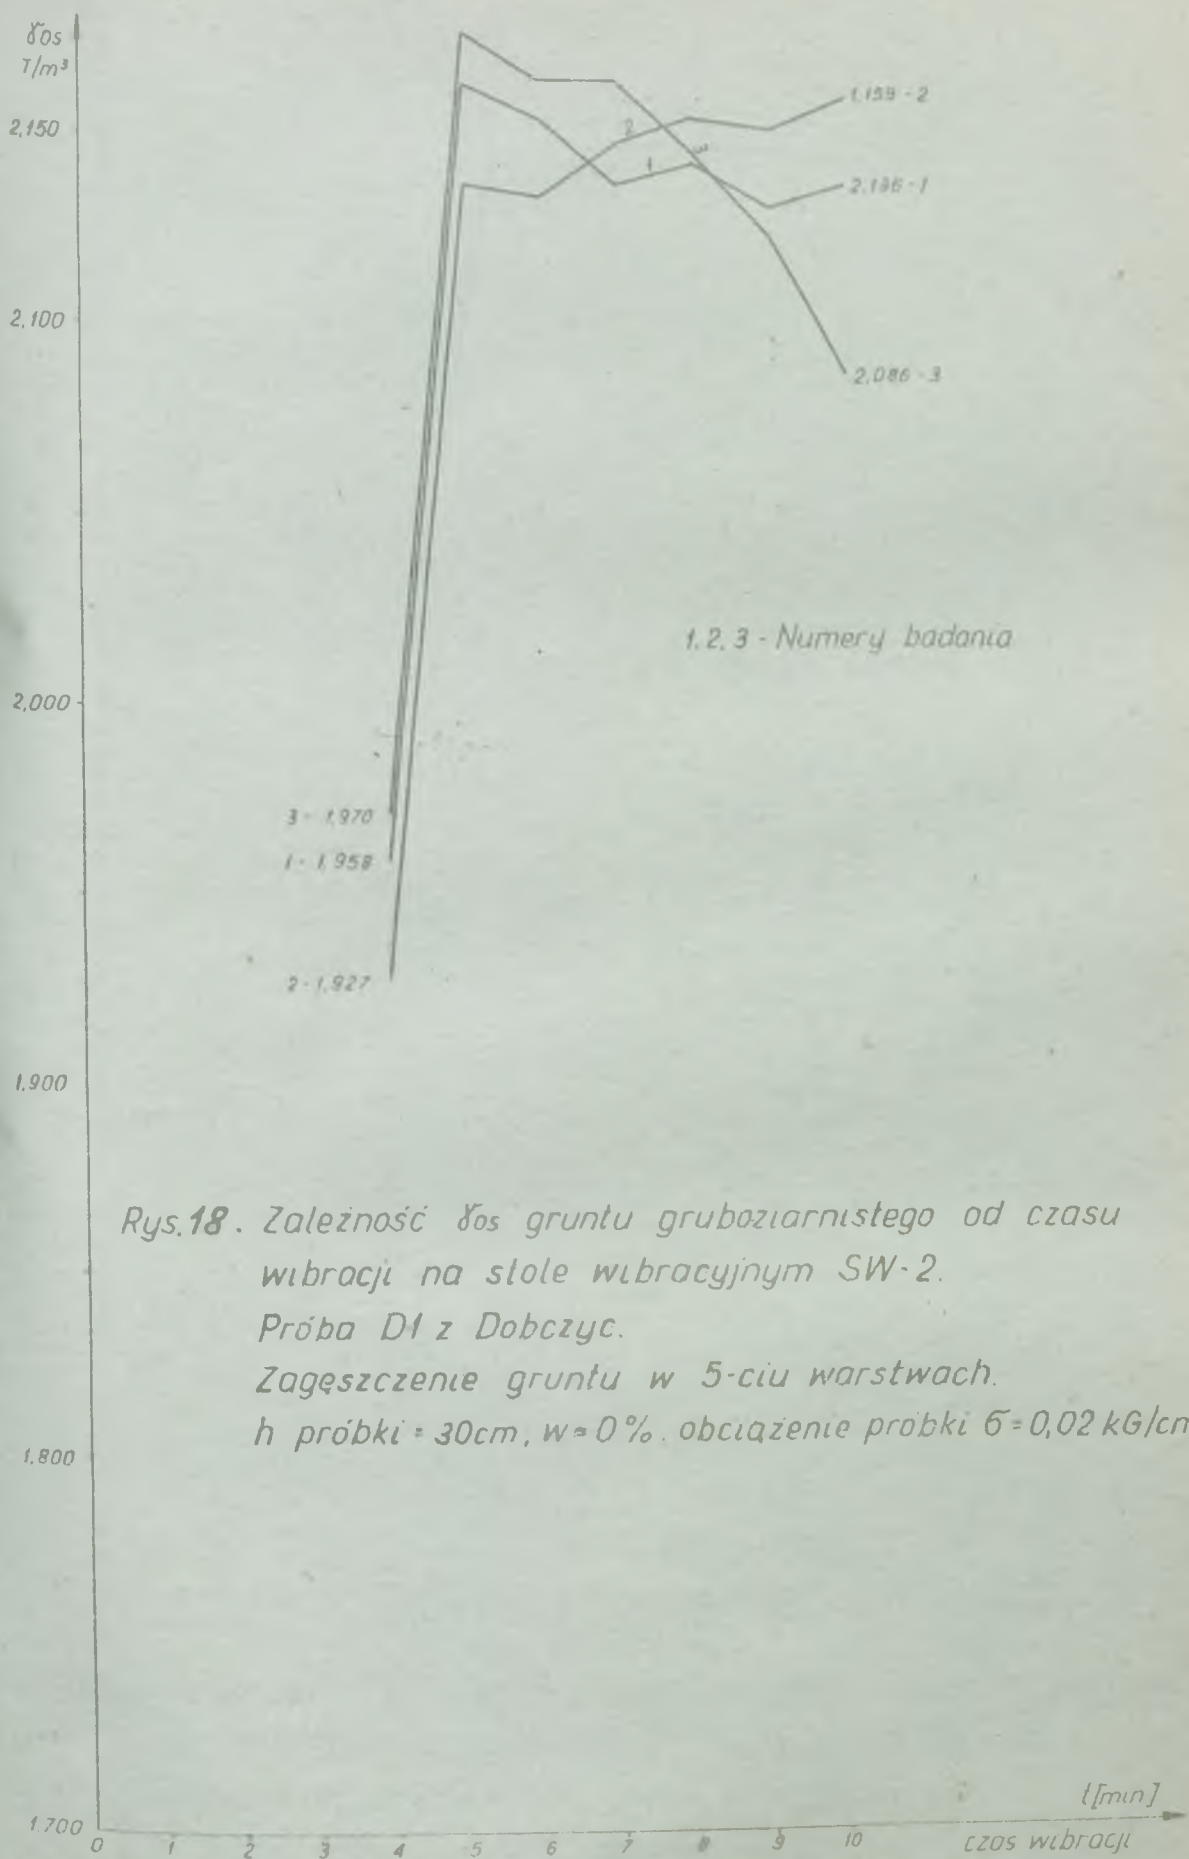 γos
T/m³
2,150
2,100
2,000
1.900
1.800
1.700
0 1 2 3 4 5 6 7 8 9 10
t [min]
czas wibracji
1,159 - 2
2,136 - 1
2,086 - 3
2
1
3
1, 2, 3 - Numery badania
3 - 1,970
1 - 1,958
2 - 1,927
Rys. 18. Zależność γos gruntu gruboziarnistego od czasu
wibracji na stole wibracyjnym SW-2.
Próba D1 z Dobczyc.
Zagęszczenie gruntu w 5-ciu warstwach.
h próbki = 30cm, w = 0 %. obciążenie próbki σ = 0,02 kG/cm